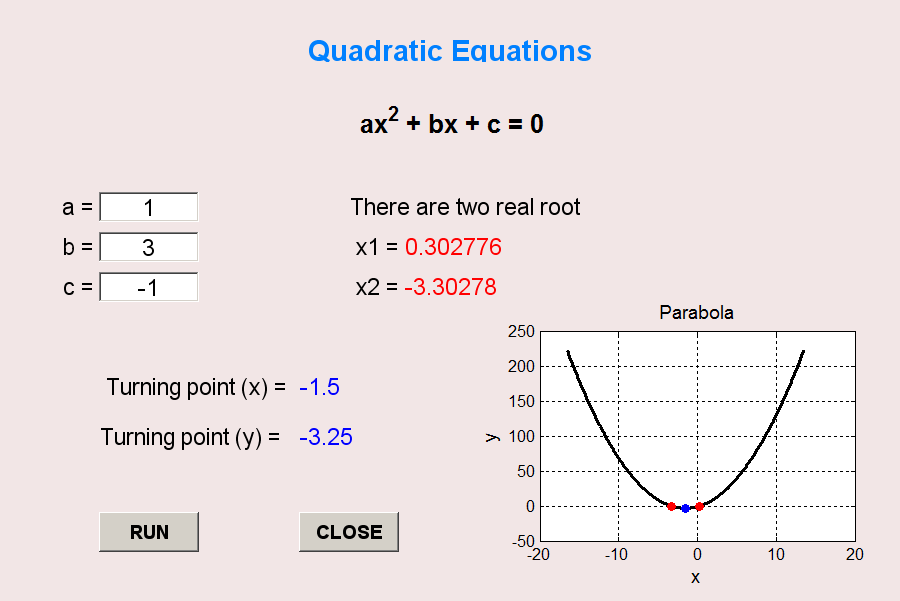 Quadratic Equations
ax² + bx + c = 0
a = 1
b = 3
c = -1
There are two real root
x1 = 0.302776
x2 = -3.30278
Turning point (x) = -1.5
Turning point (y) = -3.25
RUN
CLOSE
Parabola
250
200
150
100
50
0
-50
y
-20 -10 0 10 20
x